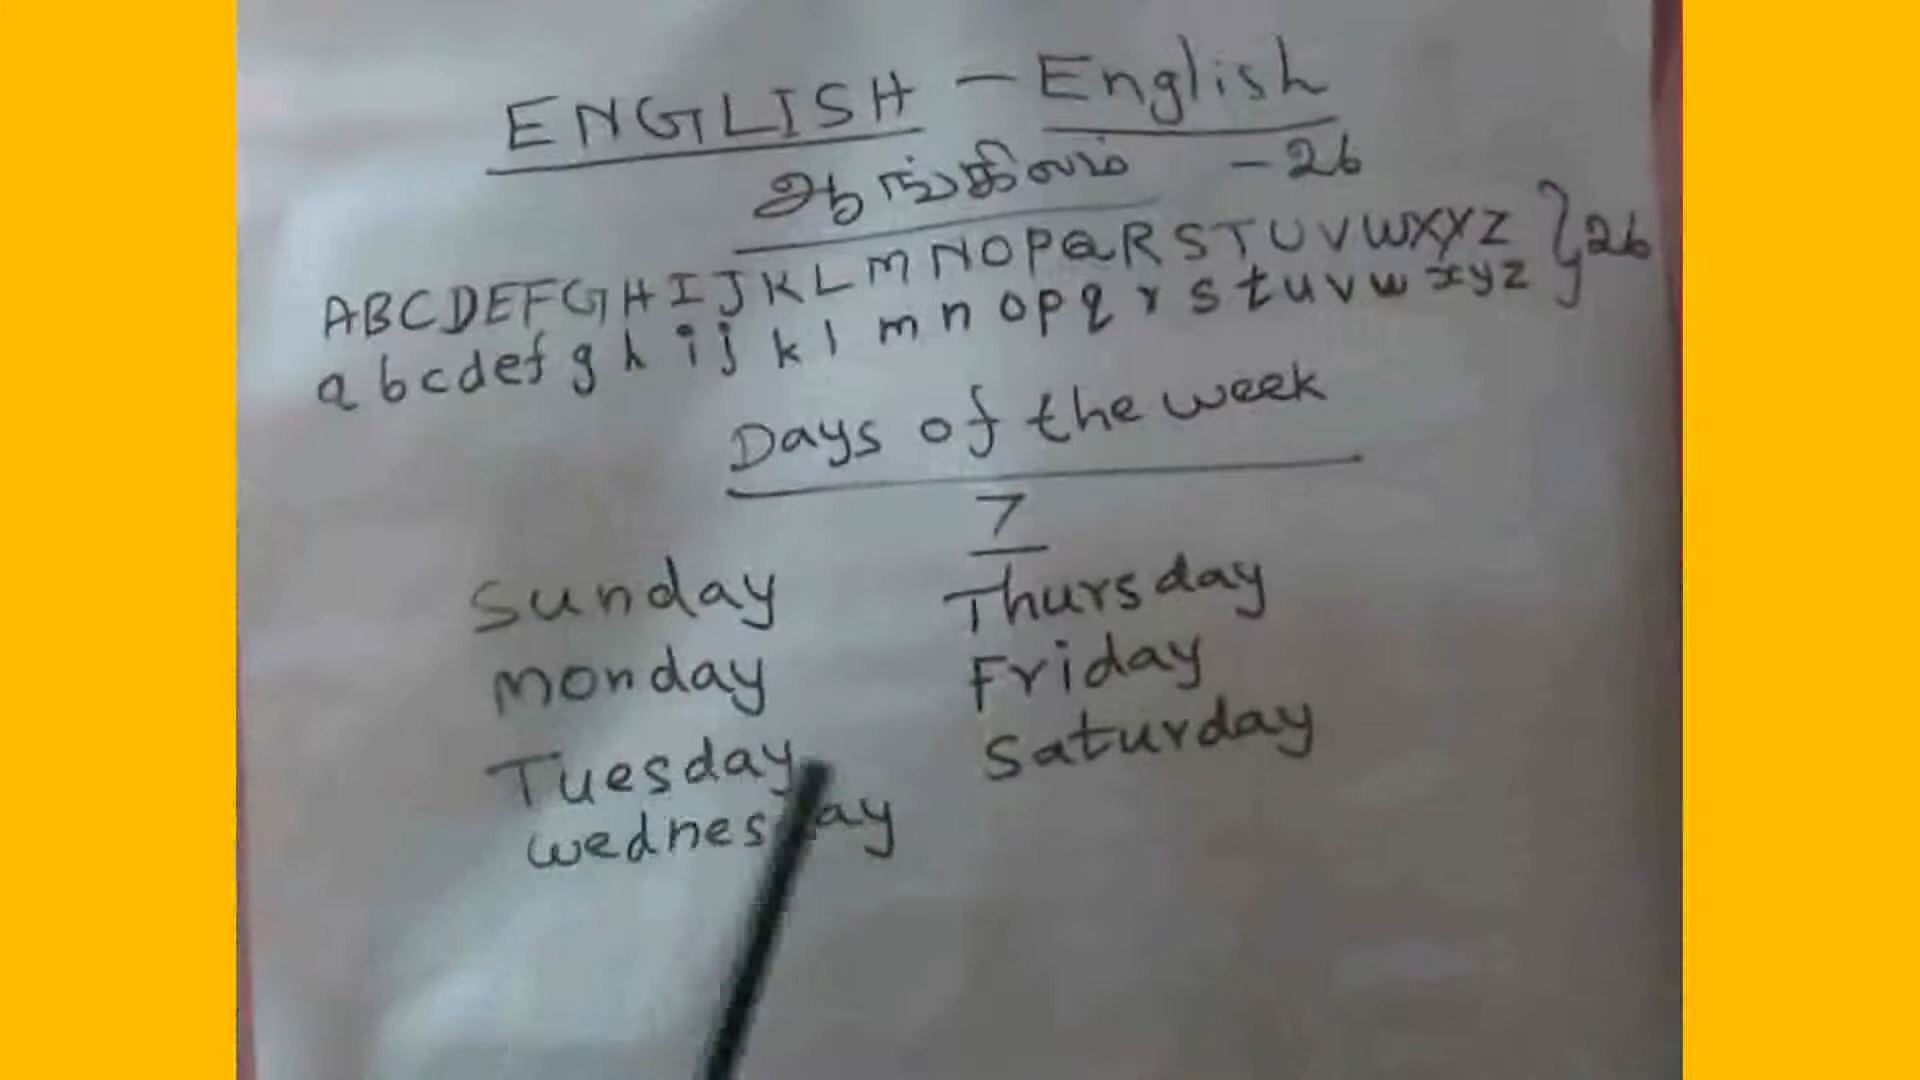 ENGLISH - English
ஆங்கிலம் - 26
ABCDEFGHIJKLMNOPQRSTUVWXYZ } 26
abcdefghijklmnopqrstuvwxyz
Days of the week
7
Sunday Thursday
Monday Friday
Tuesday Saturday
Wednesday